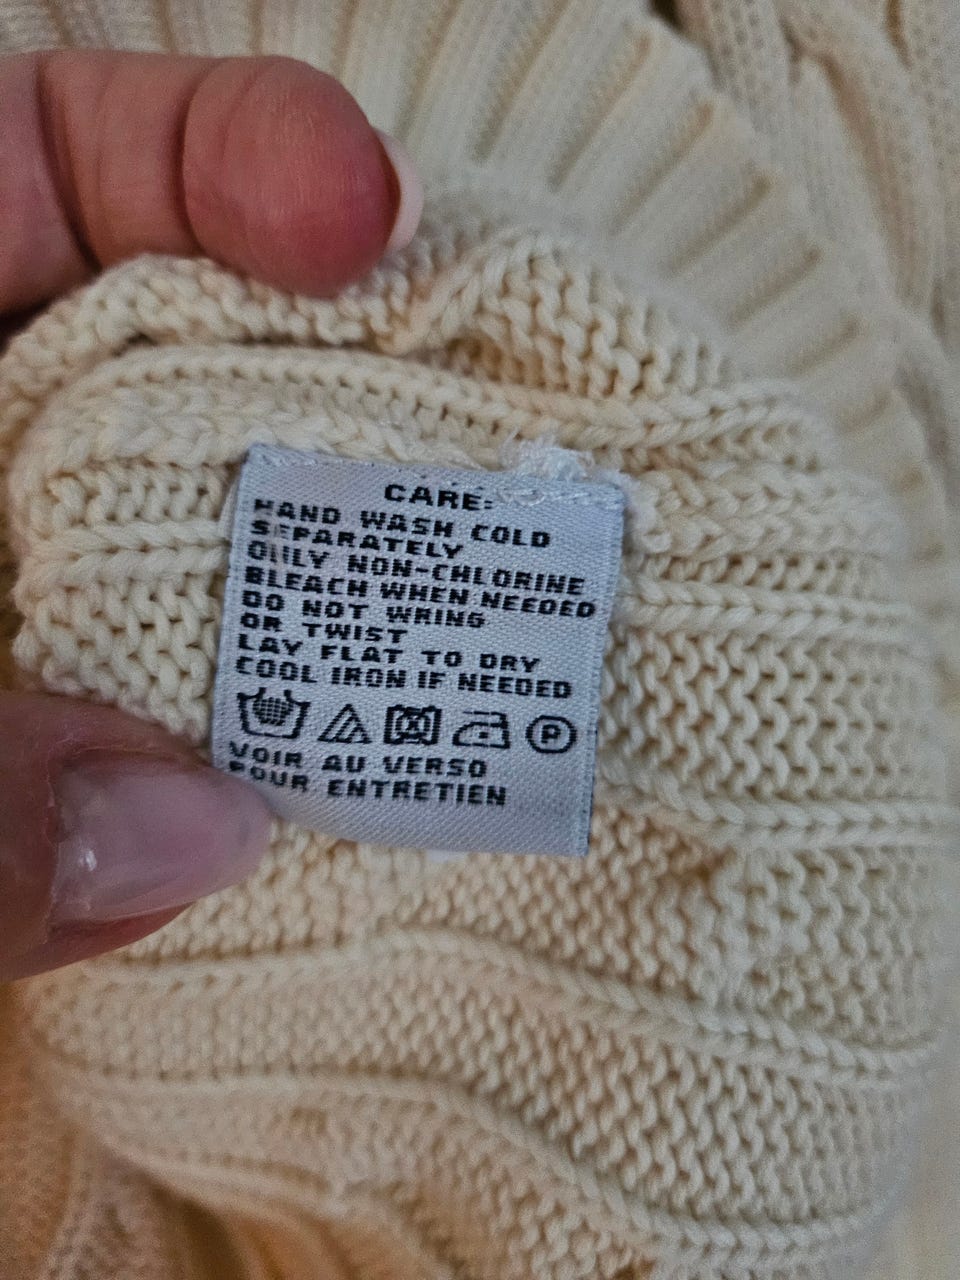 CARE:
HAND WASH COLD
SEPARATELY
ONLY NON-CHLORINE
BLEACH WHEN NEEDED
DO NOT WRING
OR TWIST
LAY FLAT TO DRY
COOL IRON IF NEEDED
P
VOIR AU VERSO
POUR ENTRETIEN